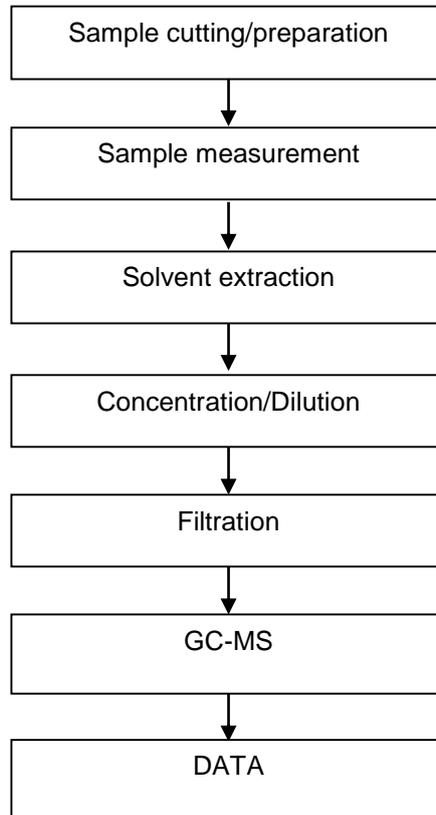 Sample cutting/preparation
Sample measurement
Solvent extraction
Concentration/Dilution
Filtration
GC-MS
DATA